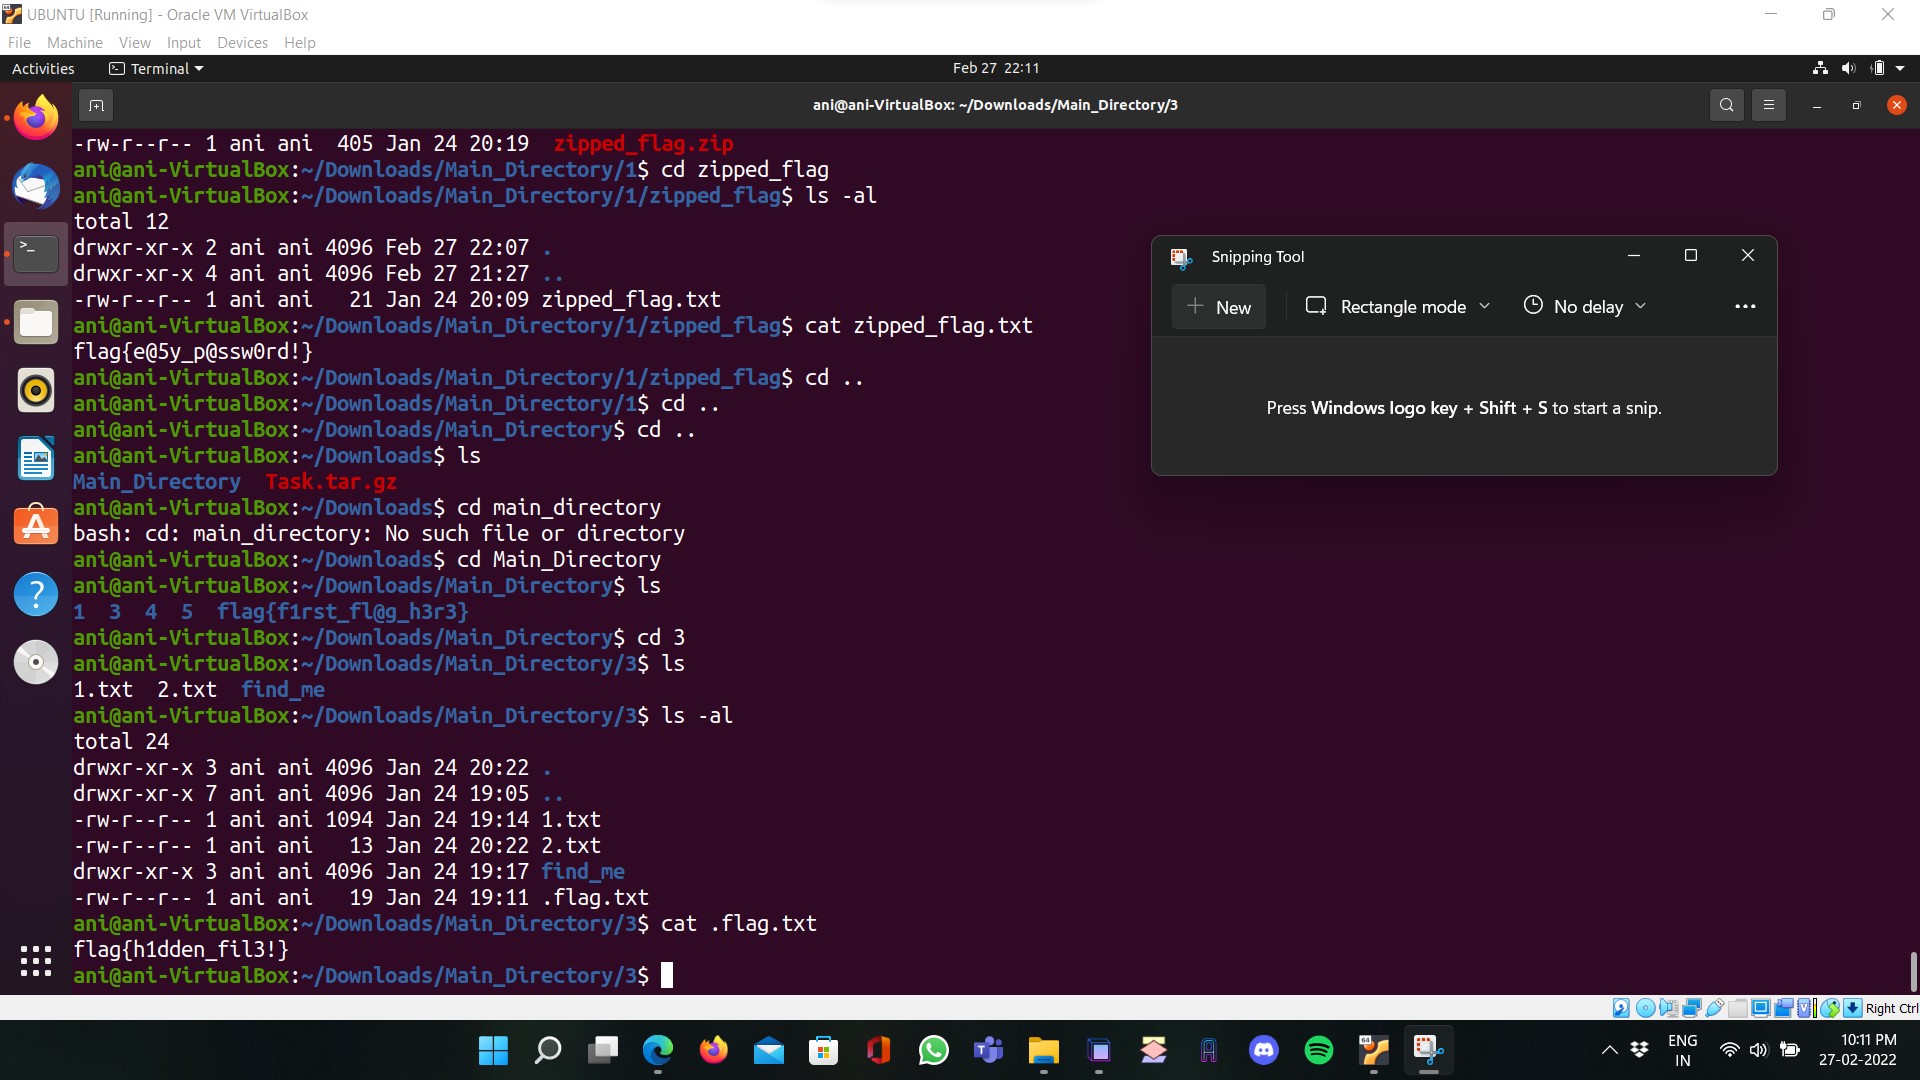 UBUNTU [Running] - Oracle VM VirtualBox
File Machine View Input Devices Help
Activities Terminal Feb 27 22:11
ani@ani-VirtualBox: ~/Downloads/Main_Directory/3
-rw-r--r-- 1 ani ani  405 Jan 24 20:19  zipped_flag.zip
ani@ani-VirtualBox:~/Downloads/Main_Directory/1$ cd zipped_flag
ani@ani-VirtualBox:~/Downloads/Main_Directory/1/zipped_flag$ ls -al
total 12
drwxr-xr-x 2 ani ani 4096 Feb 27 22:07 .
drwxr-xr-x 4 ani ani 4096 Feb 27 21:27 ..
-rw-r--r-- 1 ani ani   21 Jan 24 20:09 zipped_flag.txt
ani@ani-VirtualBox:~/Downloads/Main_Directory/1/zipped_flag$ cat zipped_flag.txt
flag{e@5y_p@ssw0rd!}
ani@ani-VirtualBox:~/Downloads/Main_Directory/1/zipped_flag$ cd ..
ani@ani-VirtualBox:~/Downloads/Main_Directory/1$ cd ..
ani@ani-VirtualBox:~/Downloads/Main_Directory$ cd ..
ani@ani-VirtualBox:~/Downloads$ ls
Main_Directory  Task.tar.gz
ani@ani-VirtualBox:~/Downloads$ cd main_directory
bash: cd: main_directory: No such file or directory
ani@ani-VirtualBox:~/Downloads$ cd Main_Directory
ani@ani-VirtualBox:~/Downloads/Main_Directory$ ls
1  3  4  5  flag{f1rst_fl@g_h3r3}
ani@ani-VirtualBox:~/Downloads/Main_Directory$ cd 3
ani@ani-VirtualBox:~/Downloads/Main_Directory/3$ ls
1.txt  2.txt  find_me
ani@ani-VirtualBox:~/Downloads/Main_Directory/3$ ls -al
total 24
drwxr-xr-x 3 ani ani 4096 Jan 24 20:22 .
drwxr-xr-x 7 ani ani 4096 Jan 24 19:05 ..
-rw-r--r-- 1 ani ani 1094 Jan 24 19:14 1.txt
-rw-r--r-- 1 ani ani   13 Jan 24 20:22 2.txt
drwxr-xr-x 3 ani ani 4096 Jan 24 19:17 find_me
-rw-r--r-- 1 ani ani   19 Jan 24 19:11 .flag.txt
ani@ani-VirtualBox:~/Downloads/Main_Directory/3$ cat .flag.txt
flag{h1dden_fil3!}
ani@ani-VirtualBox:~/Downloads/Main_Directory/3$
Snipping Tool
New Rectangle mode No delay
Press Windows logo key + Shift + S to start a snip.
Right Ctrl
ENG
IN
10:11 PM
27-02-2022